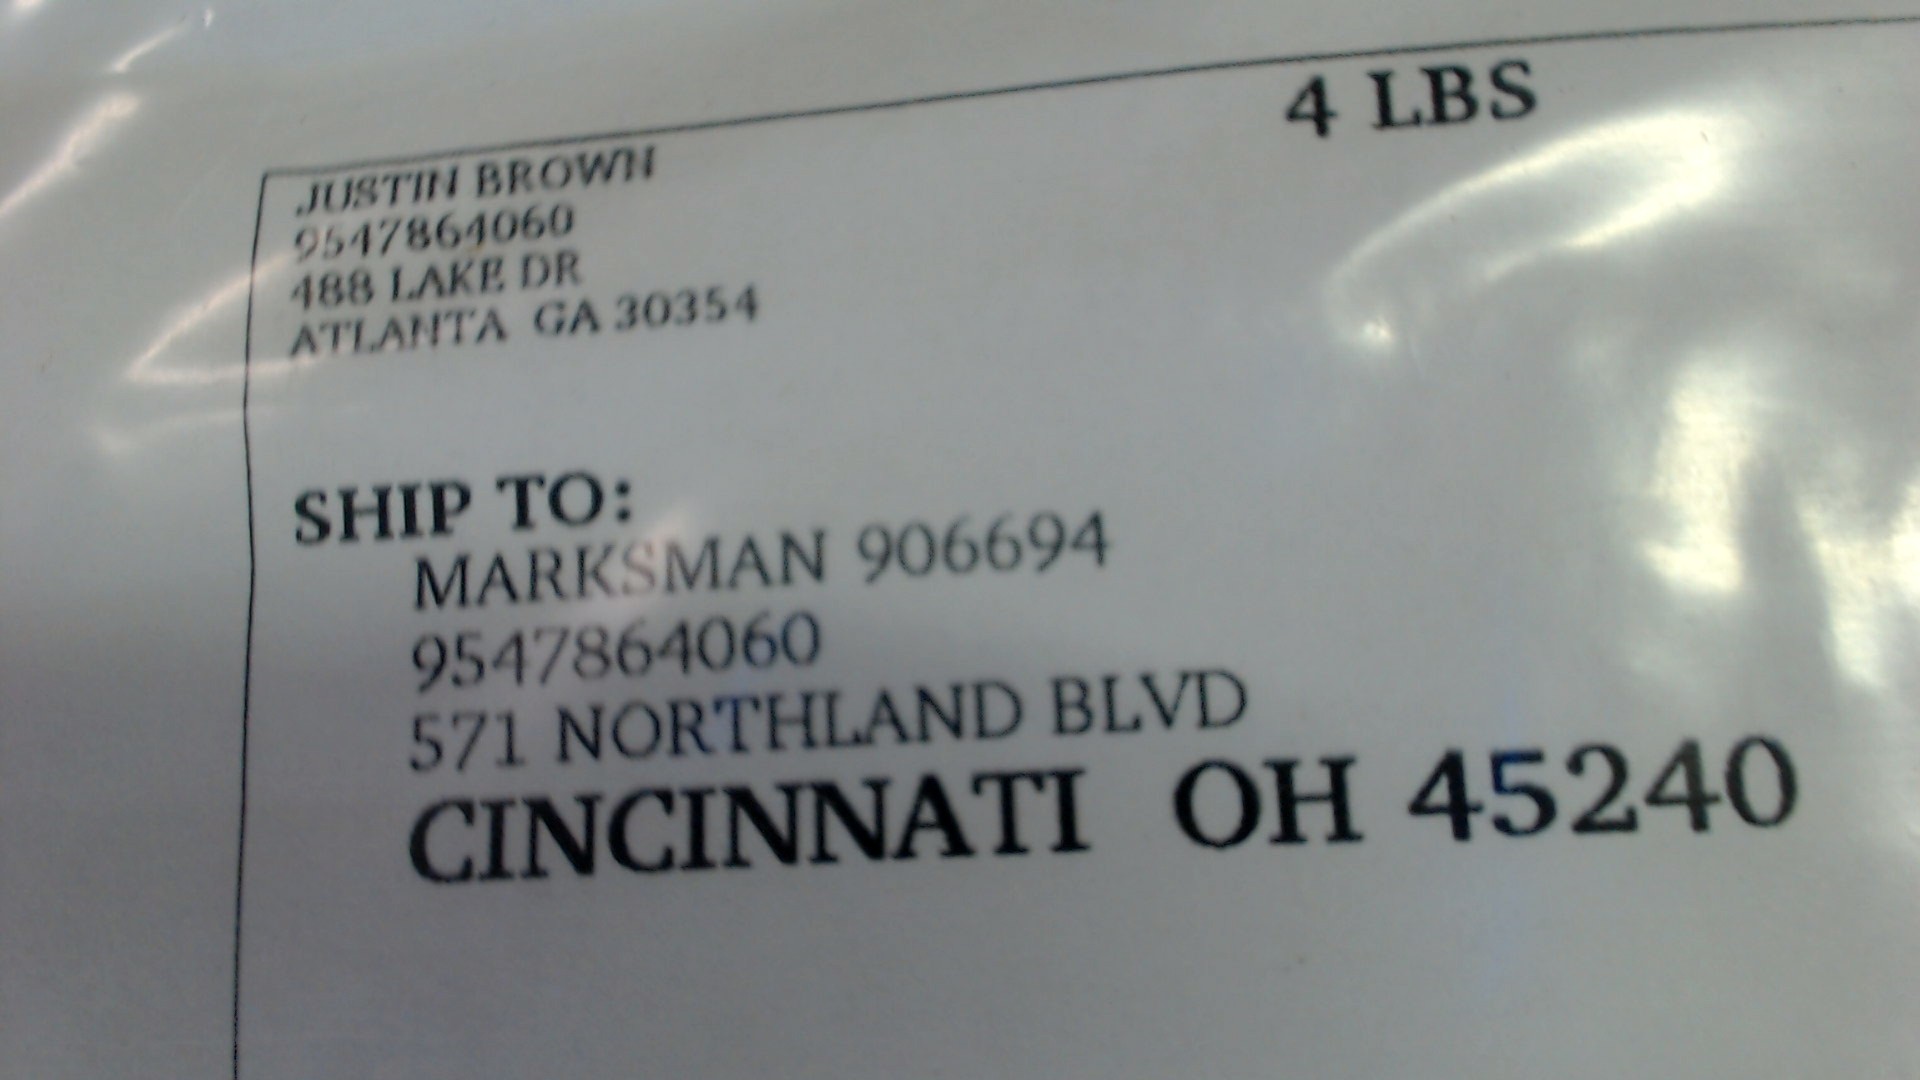 4 LBS
JUSTIN BROWN
9547864060
488 LAKE DR
ATLANTA GA 30354
SHIP TO:
MARKSMAN 906694
9547864060
571 NORTHLAND BLVD
CINCINNATI OH 45240